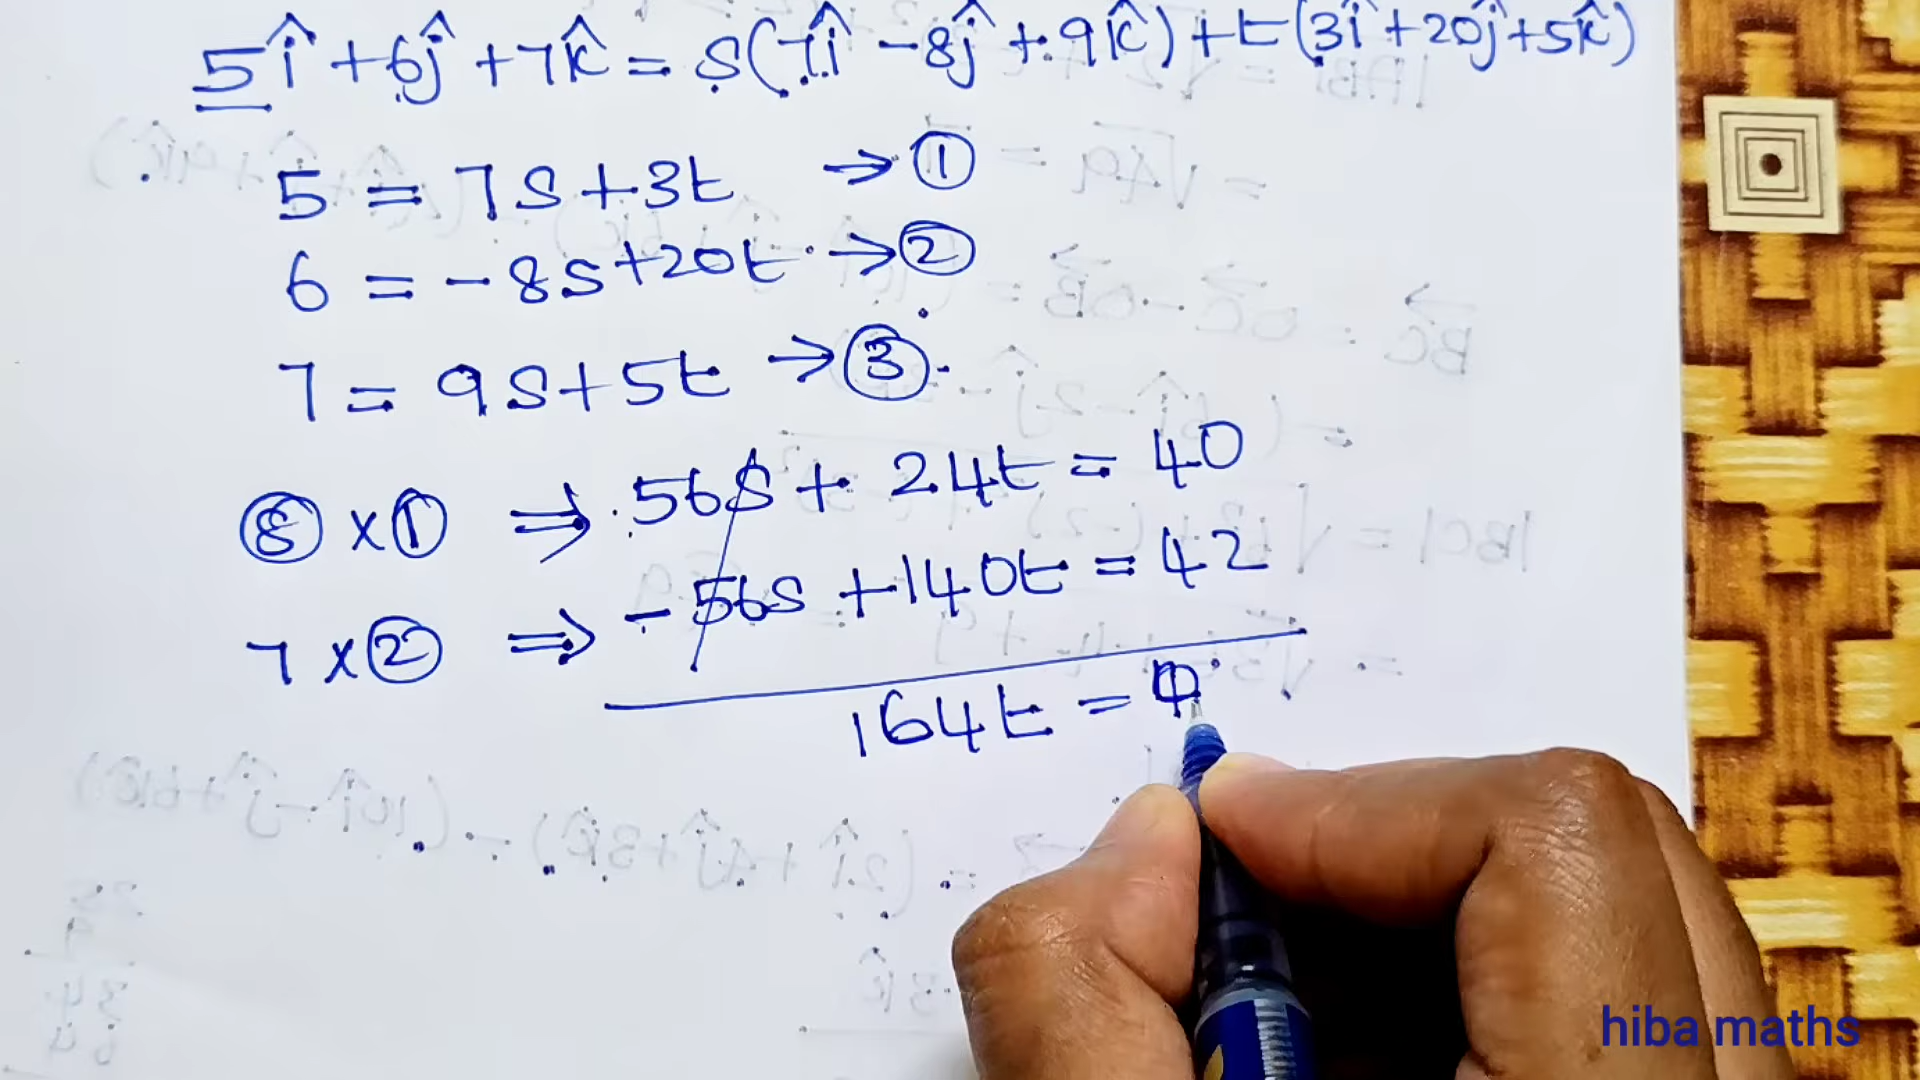 5î + 6ĵ + 7k̂ = s(7î - 8ĵ + 9k̂) + t(3î + 20ĵ + 5k̂)
5 = 7s + 3t → ①
6 = -8s + 20t → ②
7 = 9s + 5t → ③
⑧ x ① ⇒ 56s + 24t = 40
7 x ② ⇒ -56s + 140t = 42
164t =
hiba maths